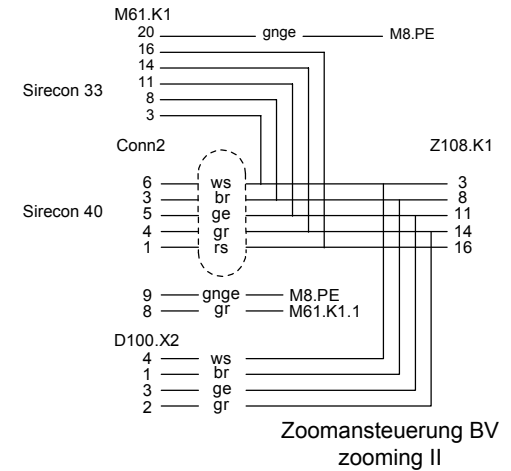 M61.K1
20 gnge M8.PE
16
14
Sirecon 33
11
8
3
Conn2 Z108.K1
6 ws 3
3 br 8
Sirecon 40
5 ge 11
4 gr 14
1 rs 16
9 gnge M8.PE
8 gr M61.K1.1
D100.X2
4 ws
1 br
3 ge
2 gr
Zoomansteuerung BV
zooming II